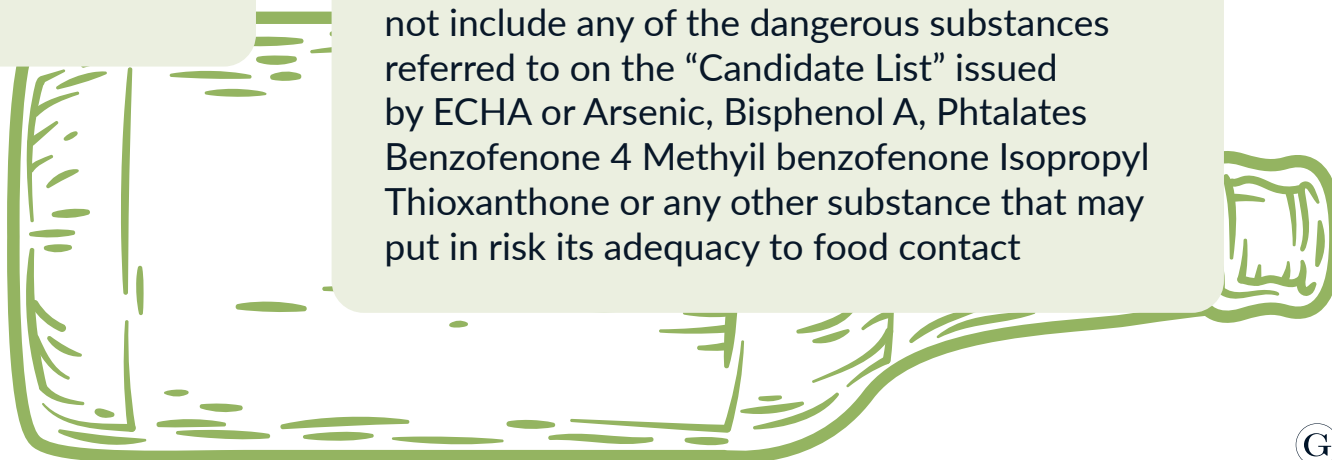 not include any of the dangerous substances
referred to on the “Candidate List” issued
by ECHA or Arsenic, Bisphenol A, Phtalates
Benzofenone 4 Methyil benzofenone Isopropyl
Thioxanthone or any other substance that may
put in risk its adequacy to food contact
G